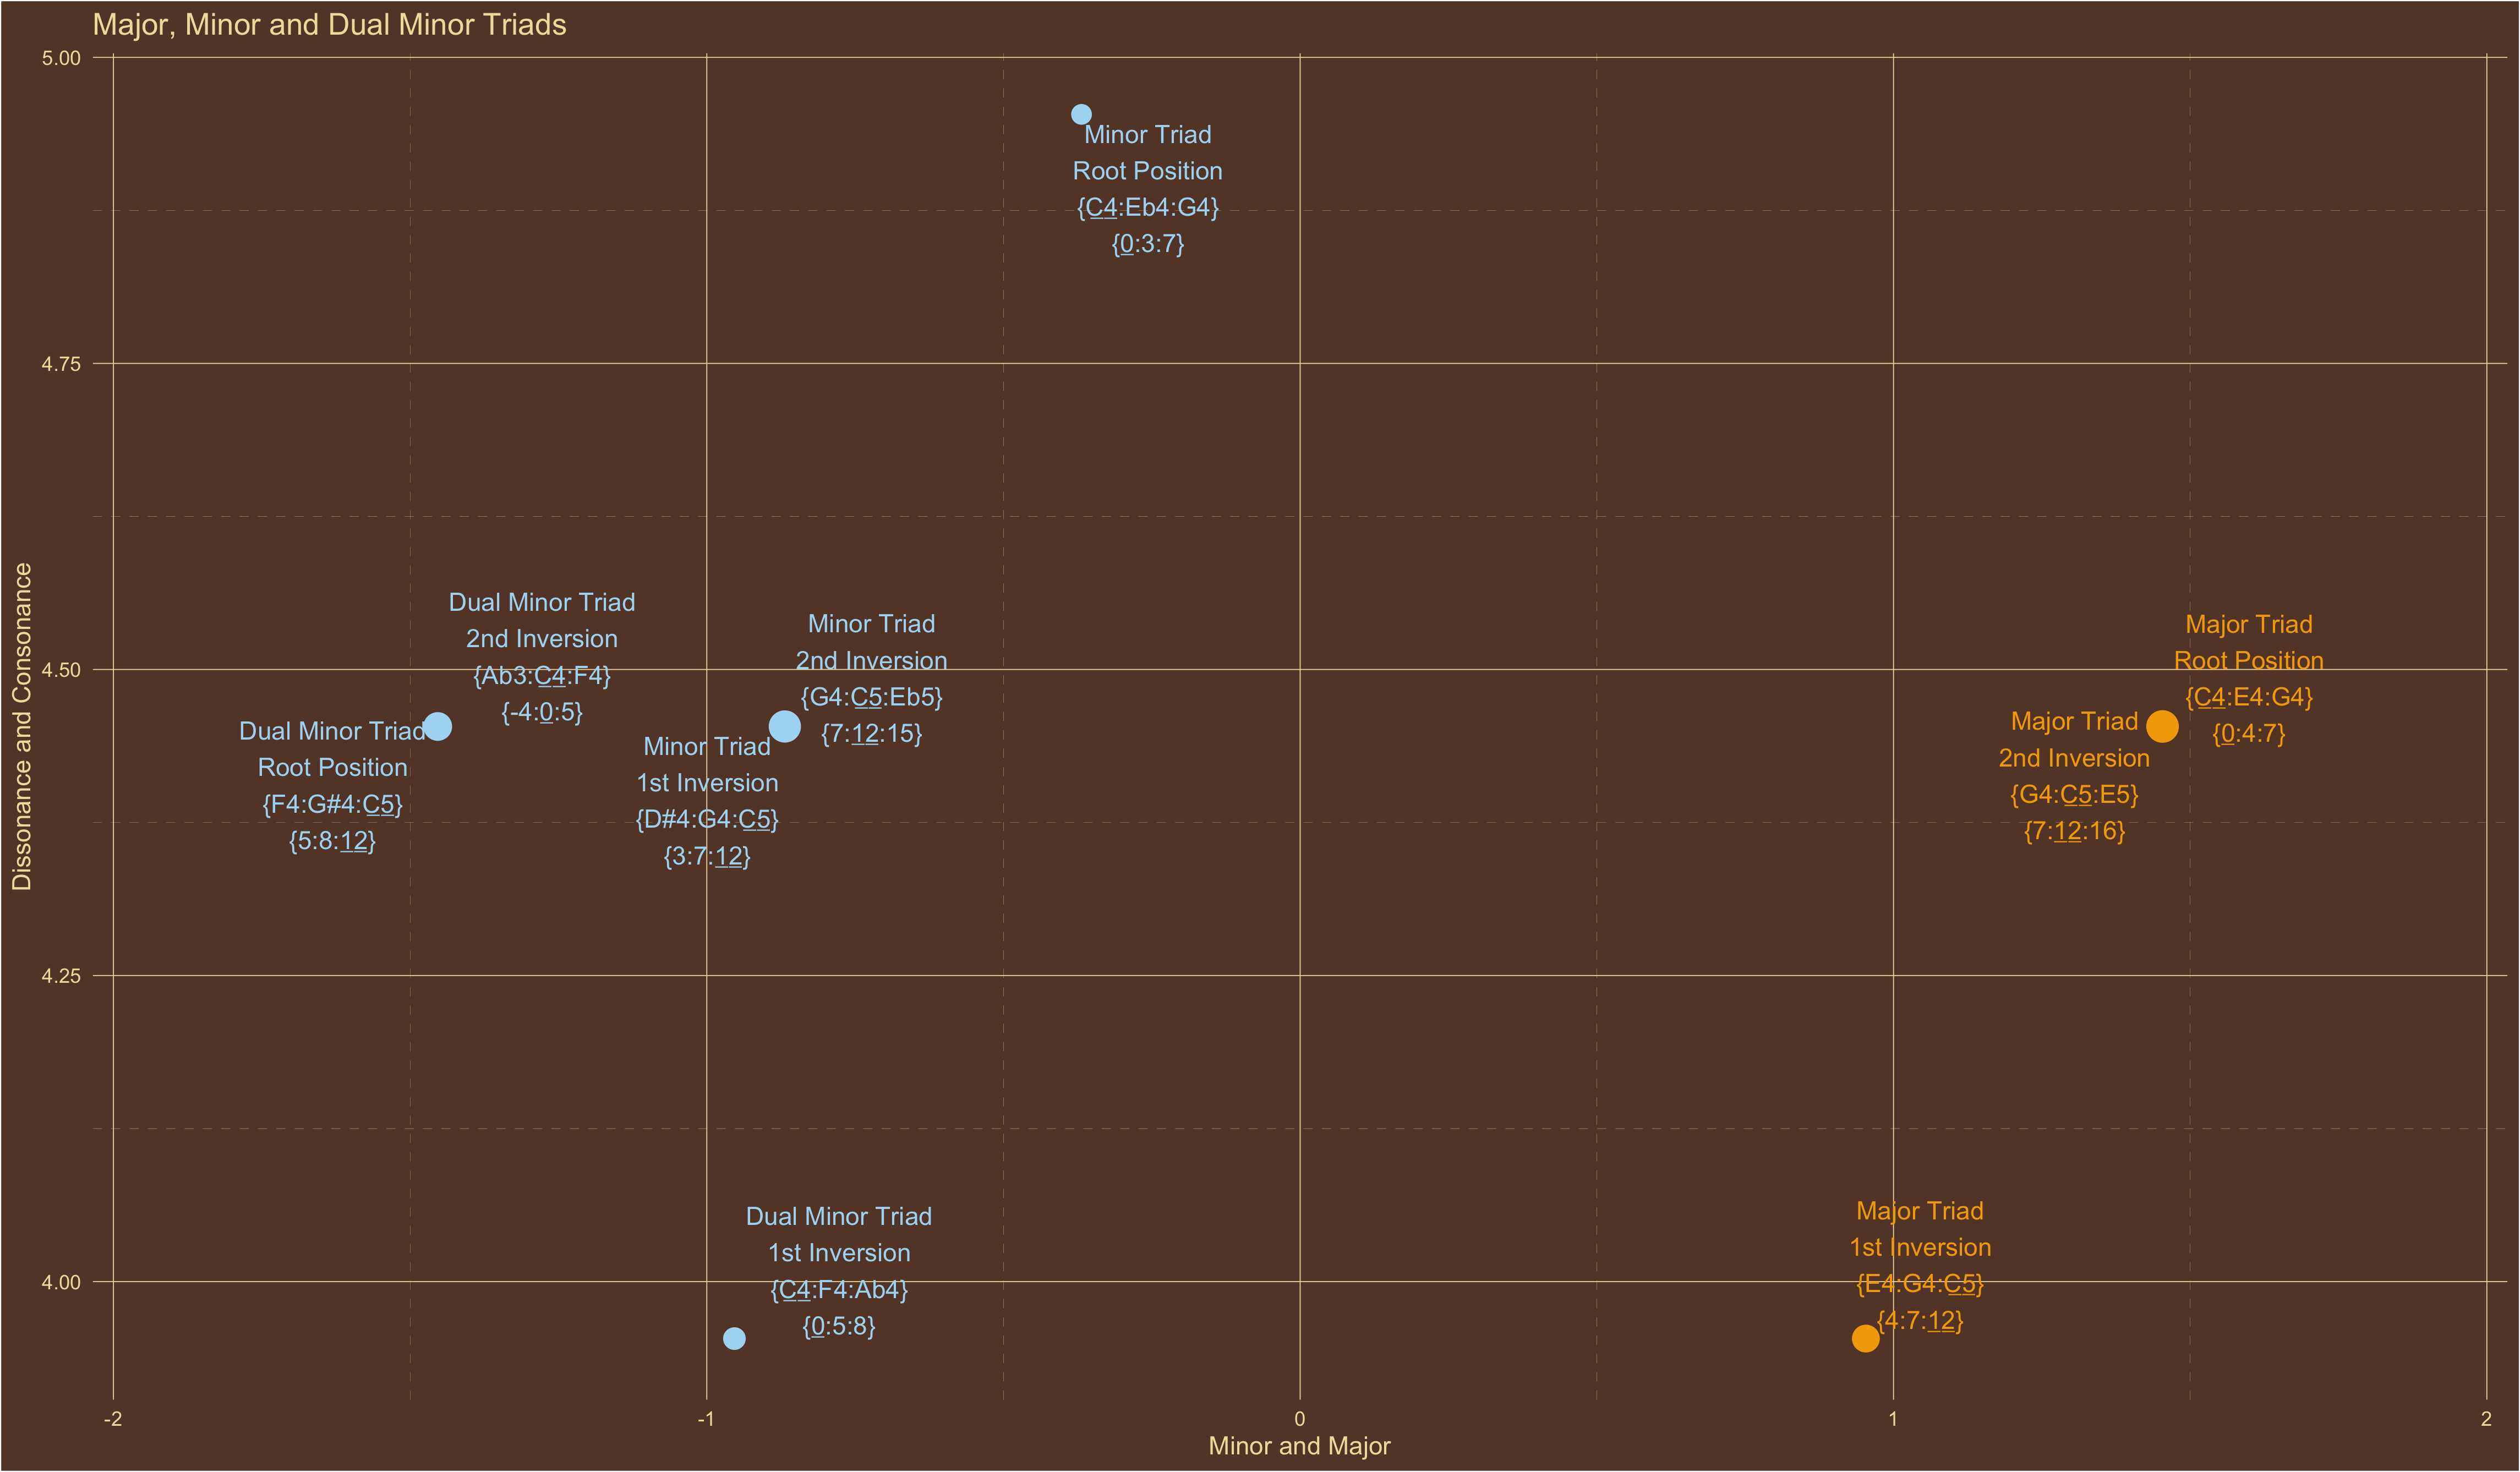 Major, Minor and Dual Minor Triads
5.00
4.75
4.50
4.25
4.00
Dissonance and Consonance
Minor Triad
Root Position
{C4:Eb4:G4}
{0:3:7}
Dual Minor Triad
2nd Inversion
{Ab3:C4:F4}
{-4:0:5}
Minor Triad
2nd Inversion
{G4:C5:Eb5}
{7:12:15}
Major Triad
Root Position
{C4:E4:G4}
{0:4:7}
Dual Minor Triad
Root Position
{F4:G#4:C5}
{5:8:12}
Minor Triad
1st Inversion
{D#4:G4:C5}
{3:7:12}
Major Triad
2nd Inversion
{G4:C5:E5}
{7:12:16}
Dual Minor Triad
1st Inversion
{C4:F4:Ab4}
{0:5:8}
Major Triad
1st Inversion
{E4:G4:C5}
{4:7:12}
-2
-1
0
1
2
Minor and Major